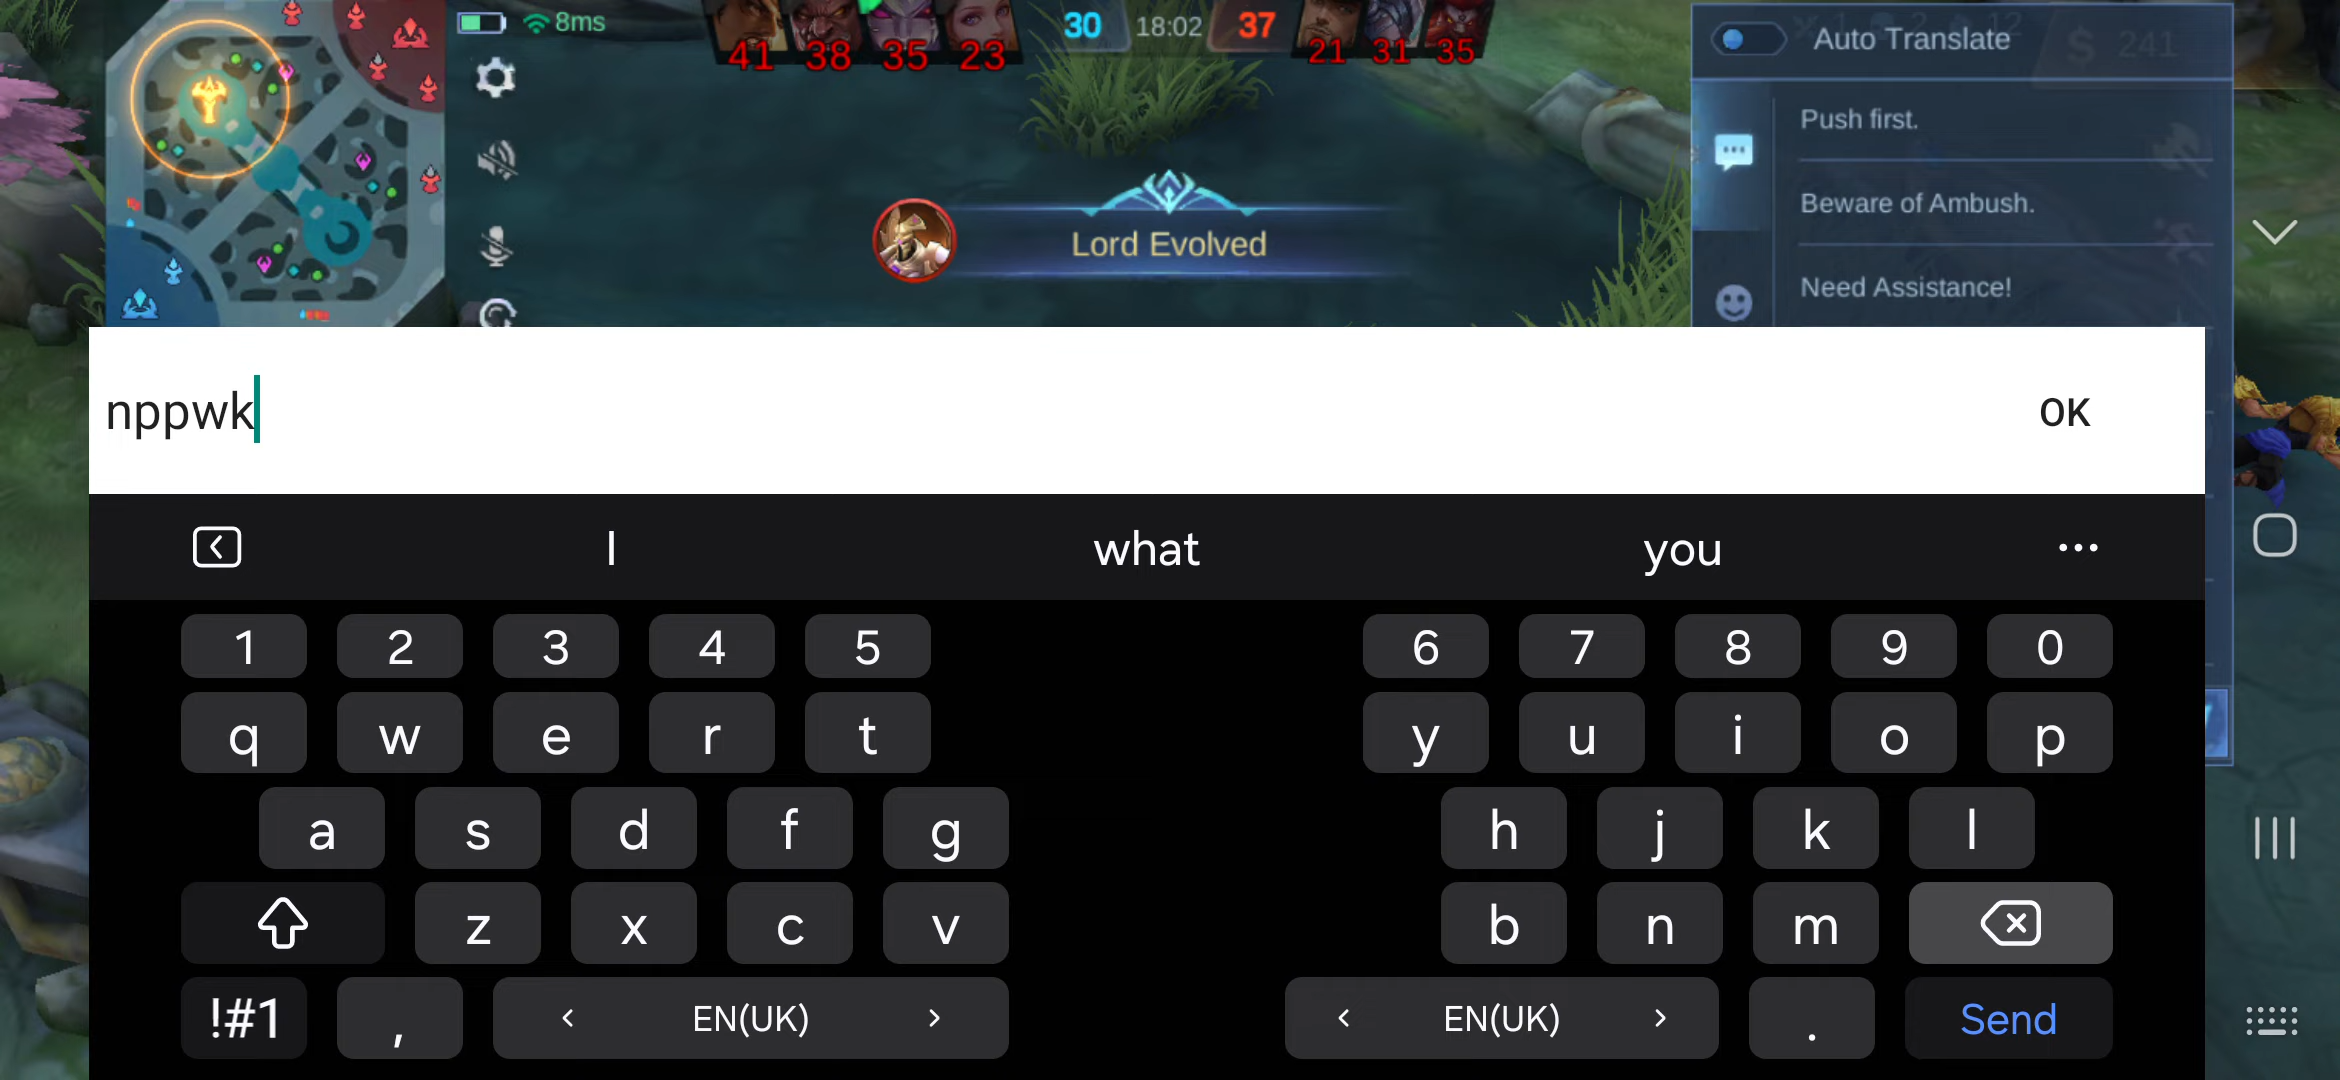 8ms
41 38 35 23
30 18:02 37
21 31 35
Auto Translate
241
Push first.
Beware of Ambush.
Need Assistance!
Lord Evolved
nppwk
OK
I what you
1 2 3 4 5 6 7 8 9 0
q w e r t y u i o p
a s d f g h j k l
z x c v b n m
!#1 , < EN(UK) > < EN(UK) > . Send